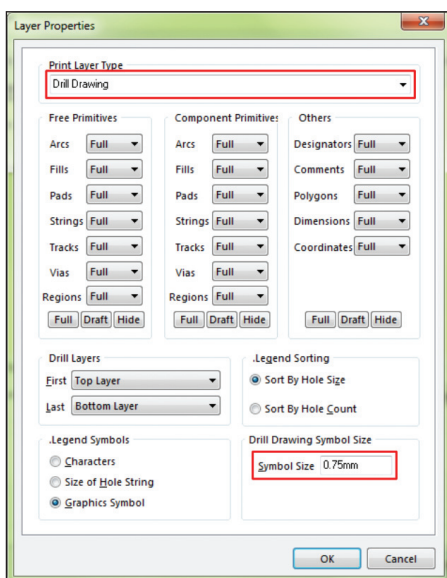 Layer Properties
Print Layer Type
Drill Drawing
Free Primitives
Arcs Full
Fills Full
Pads Full
Strings Full
Tracks Full
Vias Full
Regions Full
Full Draft Hide
Component Primitives
Arcs Full
Fills Full
Pads Full
Strings Full
Tracks Full
Vias Full
Regions Full
Full Draft Hide
Others
Designators Full
Comments Full
Polygons Full
Dimensions Full
Coordinates Full
Full Draft Hide
Drill Layers
First Top Layer
Last Bottom Layer
.Legend Sorting
Sort By Hole Size
Sort By Hole Count
.Legend Symbols
Characters
Size of Hole String
Graphics Symbol
Drill Drawing Symbol Size
Symbol Size 0.75mm
OK Cancel